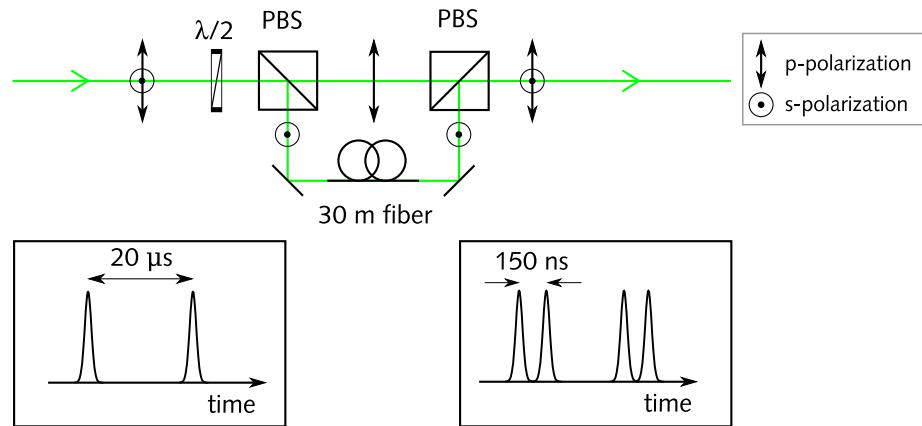 PBS
PBS
λ/2
p-polarization
s-polarization
30 m fiber
20 µs
time
150 ns
time